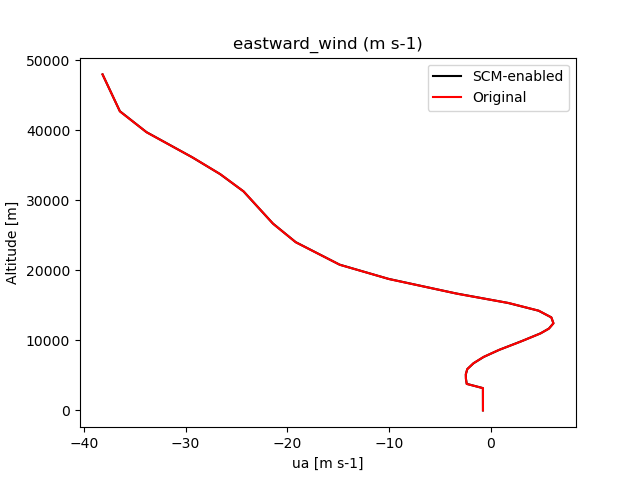 eastward_wind (m s-1)
SCM-enabled
Original
50000
40000
30000
20000
10000
0
Altitude [m]
−40
−30
−20
−10
0
ua [m s-1]